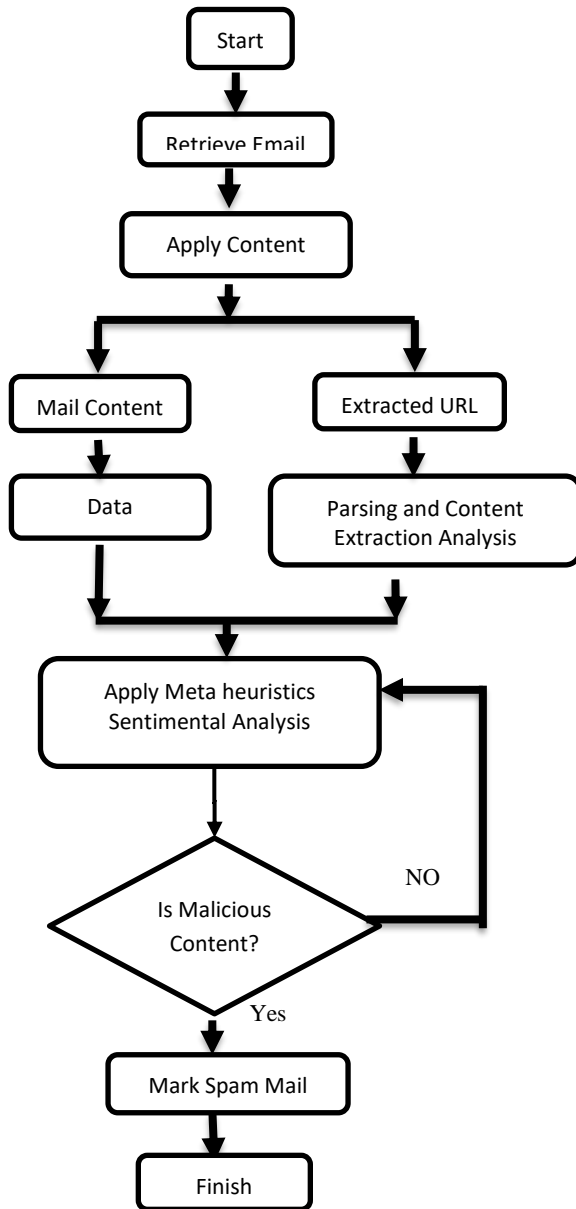 Start
Retrieve Email
Apply Content
Mail Content
Extracted URL
Data
Parsing and Content
Extraction Analysis
Apply Meta heuristics
Sentimental Analysis
NO
Is Malicious
Content?
Yes
Mark Spam Mail
Finish